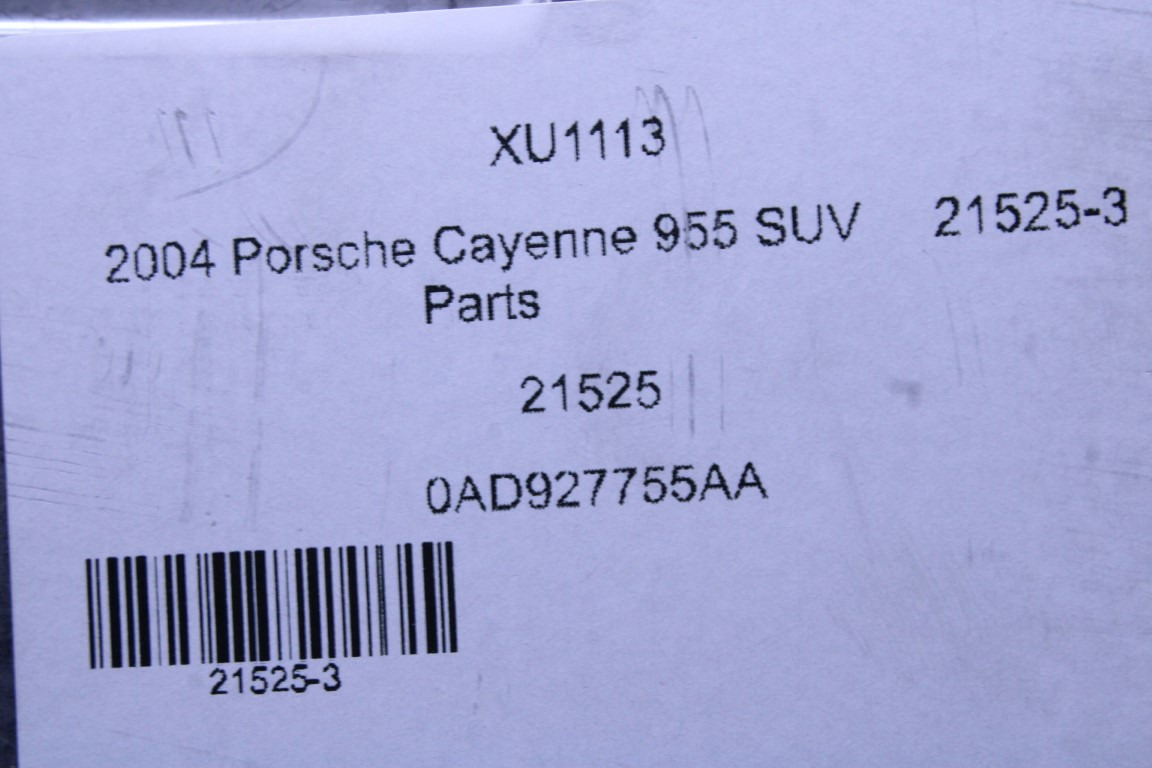 XU1113
2004 Porsche Cayenne 955 SUV 21525-3
Parts
21525
0AD927755AA
21525-3